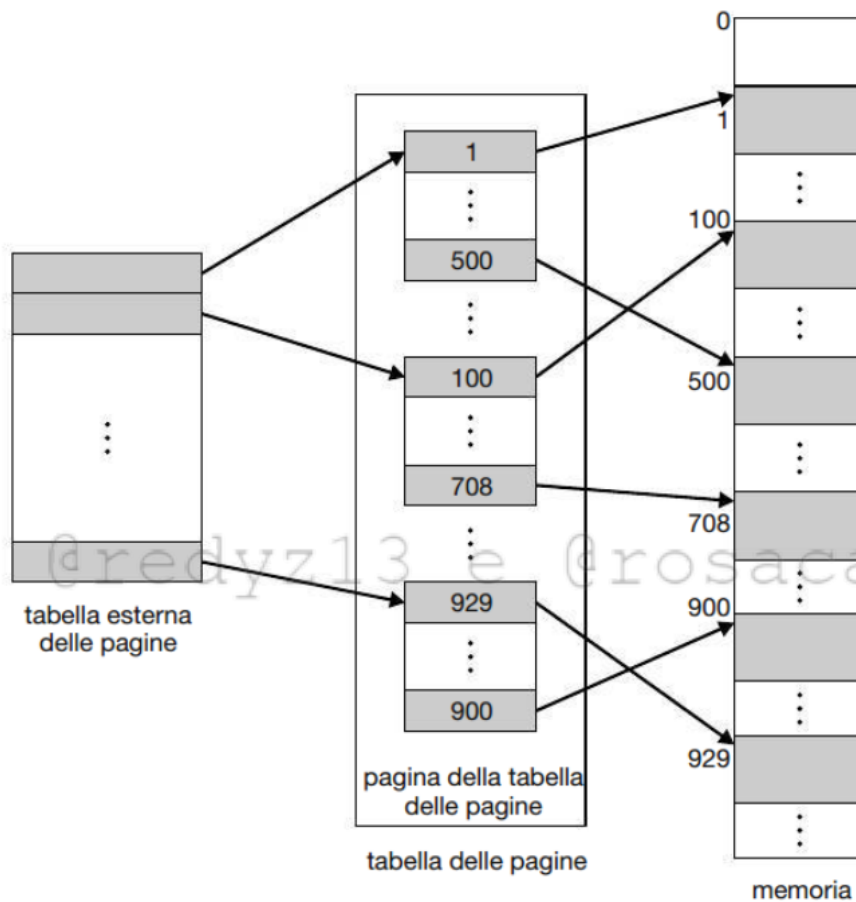 tabella esterna
delle pagine
1
500
100
708
929
900
pagina della tabella
delle pagine
tabella delle pagine
0
1
100
500
708
900
929
memoria
@redyz13 e @rosaca